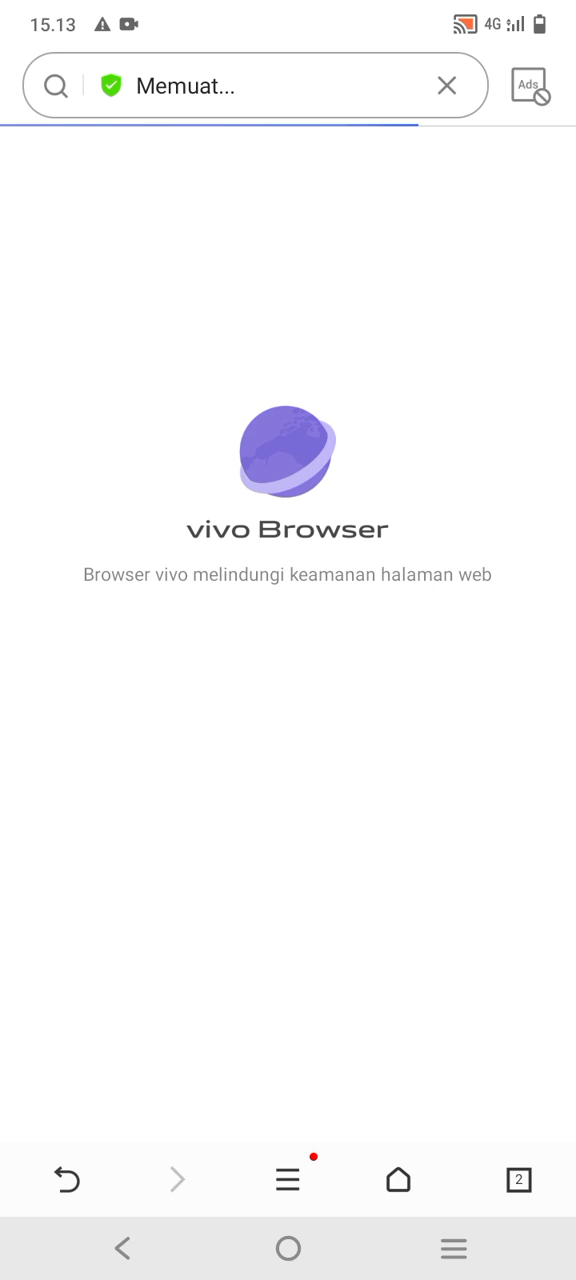 15.13
4G
Memuat...
Ads
vivo Browser
Browser vivo melindungi keamanan halaman web
2